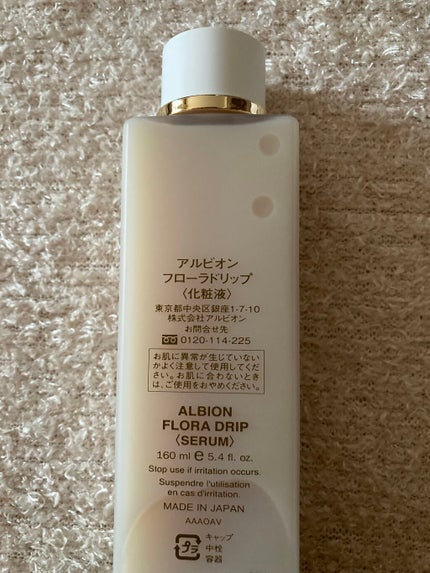 アルビオン
フローラドリップ
〈化粧液〉
東京都中央区銀座1-7-10
株式会社アルビオン
お問合せ先
0120-114-225
お肌に異常が生じていない
かよく注意して使用してくだ
さい。お肌に合わないとき
は、ご使用をおやめください。
ALBION
FLORA DRIP
〈SERUM〉
160 ml ℮ 5.4 fl. oz.
Stop use if irritation occurs.
Suspendre l'utilisation
en cas d'irritation.
MADE IN JAPAN
AAAOAV
プラ
キャップ
中栓
容器